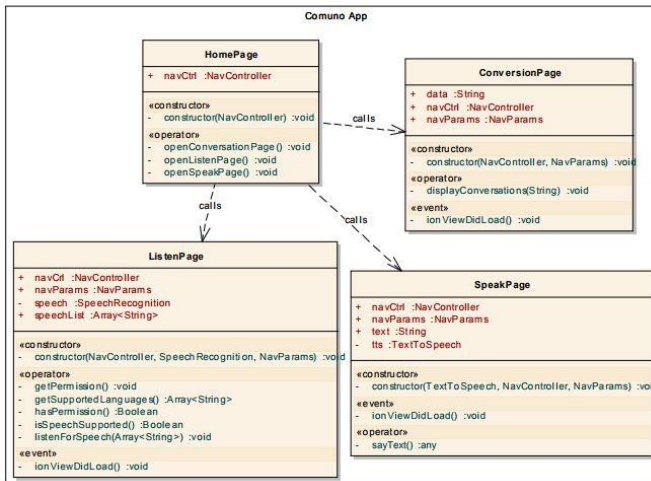 Comuno App
HomePage
+ navCtrl :NavController
«constructor»
- constructor(NavController) :void
«operator»
- openConversationPage() :void
- openListenPage() :void
- openSpeakPage() :void
calls
ConversionPage
+ data :String
+ navCtrl :NavController
+ navParams :NavParams
«constructor»
- constructor(NavController, NavParams) :void
«operator»
- displayConversations(String) :void
«event»
- ionViewDidLoad() :void
calls
calls
ListenPage
+ navCrl :NavController
+ navParams :NavParams
- speech :SpeechRecognition
+ speechList :Array<String>
«constructor»
- constructor(NavController, SpeechRecognition, NavParams) :void
«operator»
- getPermission() :void
- getSupportedLanguages() :Array<String>
- hasPermission() :Boolean
- isSpeechSupported() :Boolean
- listenForSpeech(Array<String>) :void
«event»
- ionViewDidLoad() :void
SpeakPage
+ navCtrl :NavController
+ navParams :NavParams
+ text :String
- tts :TextToSpeech
«constructor»
- constructor(TextToSpeech, NavController, NavParams) :void
«event»
- ionViewDidLoad() :void
«operator»
- sayText() :any